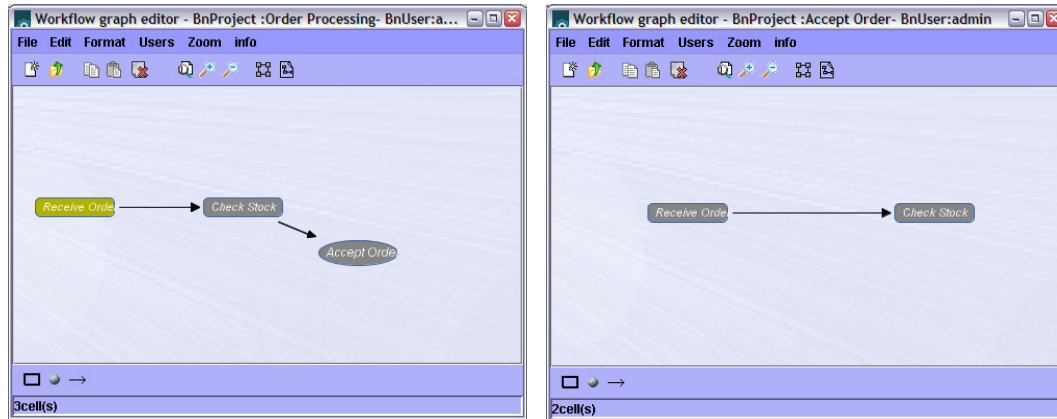 Workflow graph editor - BnProject :Order Processing- BnUser:a...
File Edit Format Users Zoom info
Receive Orde
Check Stock
Accept Orde
3cell(s)
Workflow graph editor - BnProject :Accept Order- BnUser:admin
File Edit Format Users Zoom info
Receive Orde
Check Stock
2cell(s)